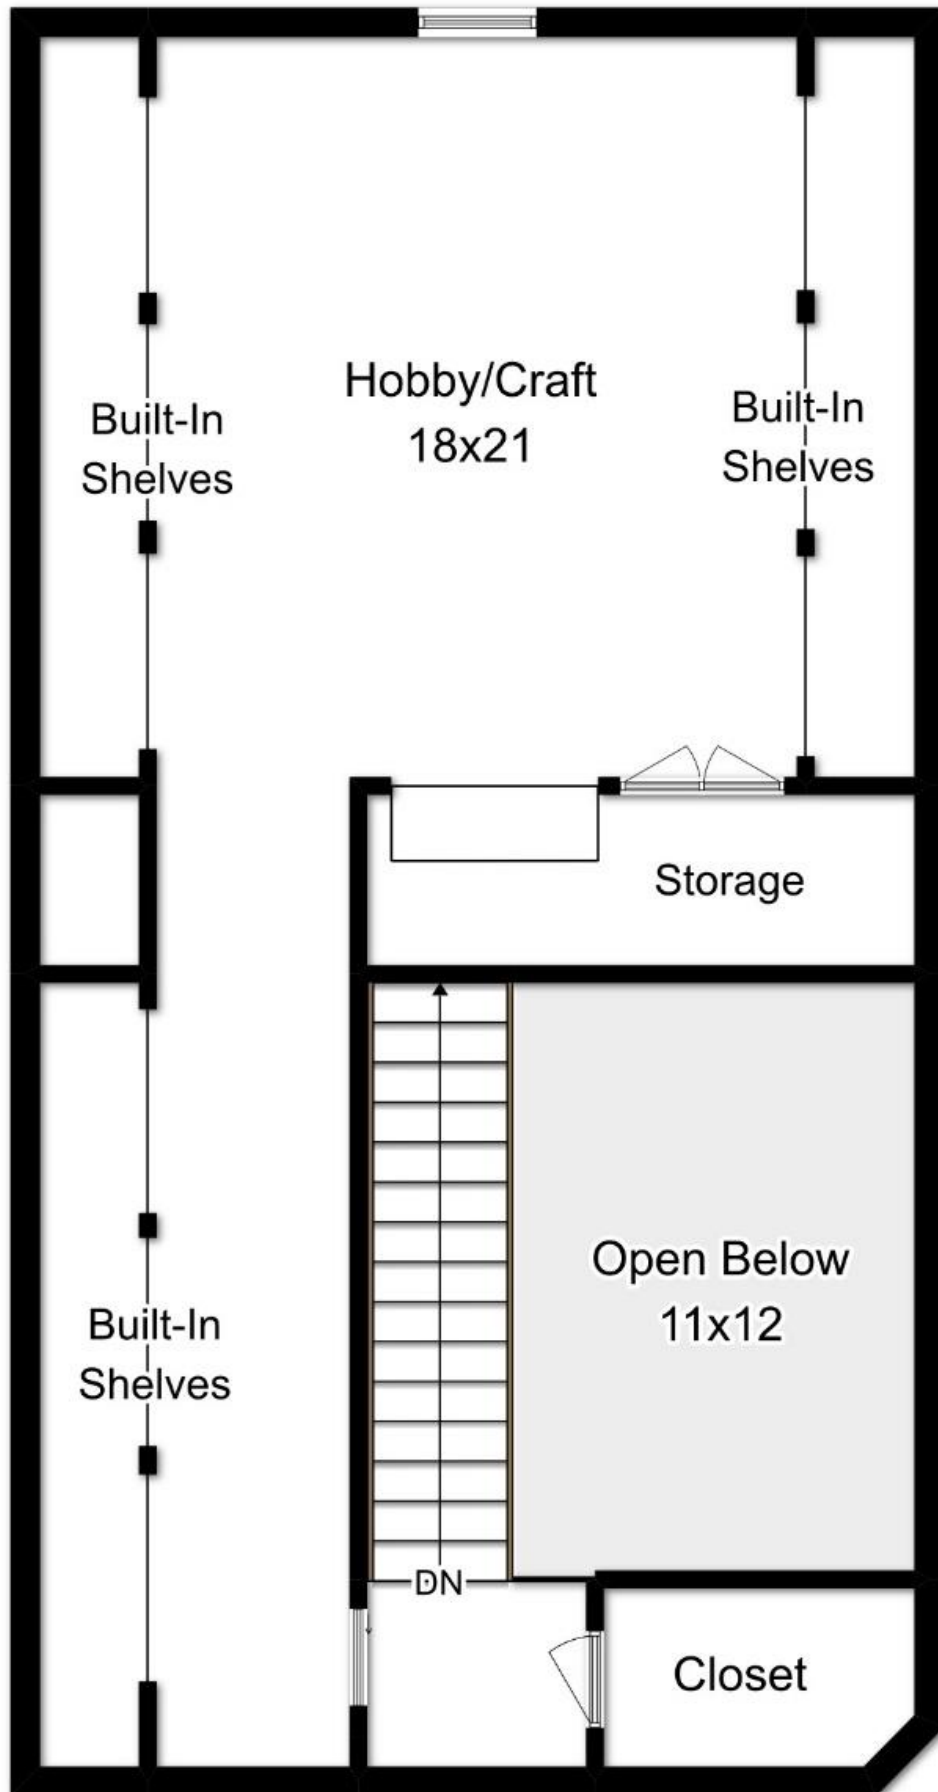 Hobby/Craft
18x21
Built-In
Shelves
Built-In
Shelves
Storage
Open Below
11x12
Built-In
Shelves
DN
Closet